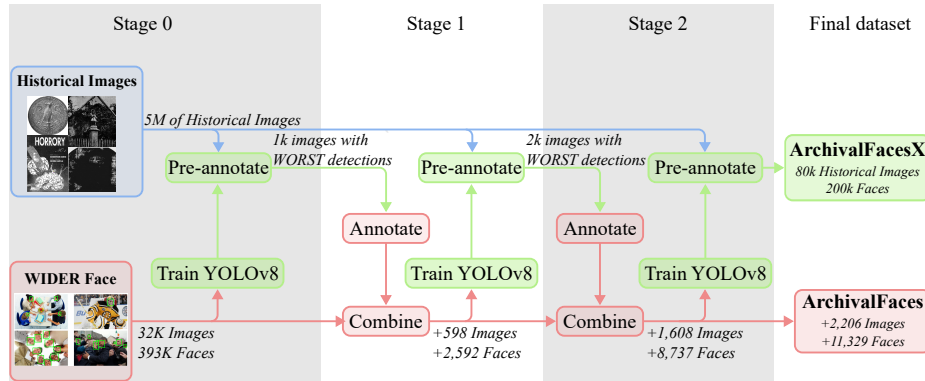 Stage 0
Stage 1
Stage 2
Final dataset
Historical Images
HORRORY
5M of Historical Images
1k images with
WORST detections
2k images with
WORST detections
Pre-annotate
Pre-annotate
Pre-annotate
ArchivalFacesX
80k Historical Images
200k Faces
Annotate
Annotate
WIDER Face
Train YOLOv8
Train YOLOv8
Train YOLOv8
Combine
Combine
32K Images
393K Faces
+598 Images
+2,592 Faces
+1,608 Images
+8,737 Faces
ArchivalFaces
+2,206 Images
+11,329 Faces